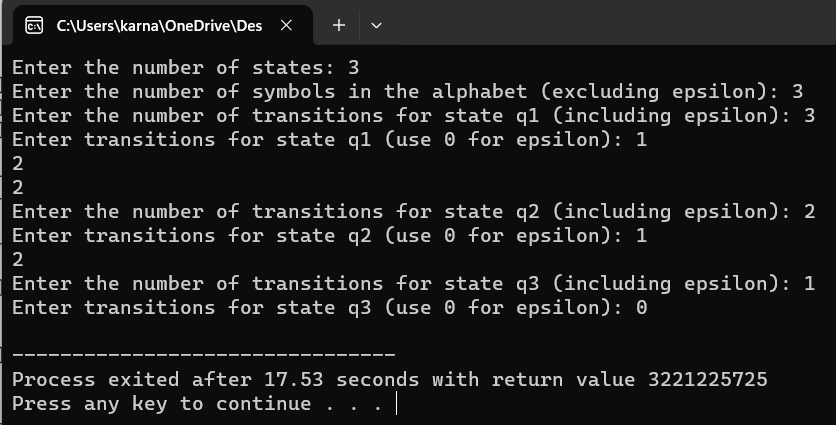 C:\Users\karna\OneDrive\Des
Enter the number of states: 3
Enter the number of symbols in the alphabet (excluding epsilon): 3
Enter the number of transitions for state q1 (including epsilon): 3
Enter transitions for state q1 (use 0 for epsilon): 1
2
2
Enter the number of transitions for state q2 (including epsilon): 2
Enter transitions for state q2 (use 0 for epsilon): 1
2
Enter the number of transitions for state q3 (including epsilon): 1
Enter transitions for state q3 (use 0 for epsilon): 0
--------------------------------
Process exited after 17.53 seconds with return value 3221225725
Press any key to continue . . .